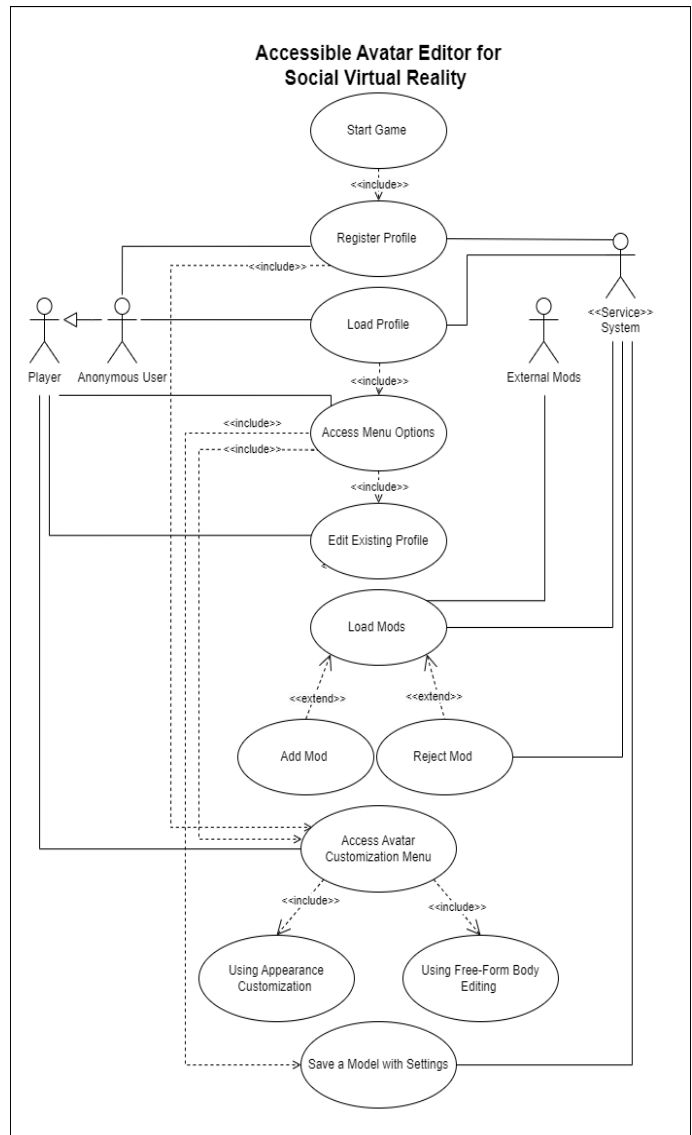 Accessible Avatar Editor for
Social Virtual Reality
Start Game
<<include>>
Register Profile
<<include>>
<<Service>>
System
Load Profile
Player
Anonymous User
External Mods
<<include>>
<<include>>
Access Menu Options
<<include>>
<<include>>
Edit Existing Profile
Load Mods
<<extend>>
<<extend>>
Add Mod
Reject Mod
Access Avatar
Customization Menu
<<include>>
<<include>>
Using Appearance
Customization
Using Free-Form Body
Editing
Save a Model with Settings